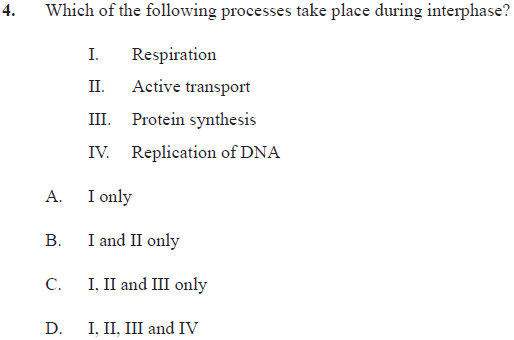 4. Which of the following processes take place during interphase?
I. Respiration
II. Active transport
III. Protein synthesis
IV. Replication of DNA
A. I only
B. I and II only
C. I, II and III only
D. I, II, III and IV